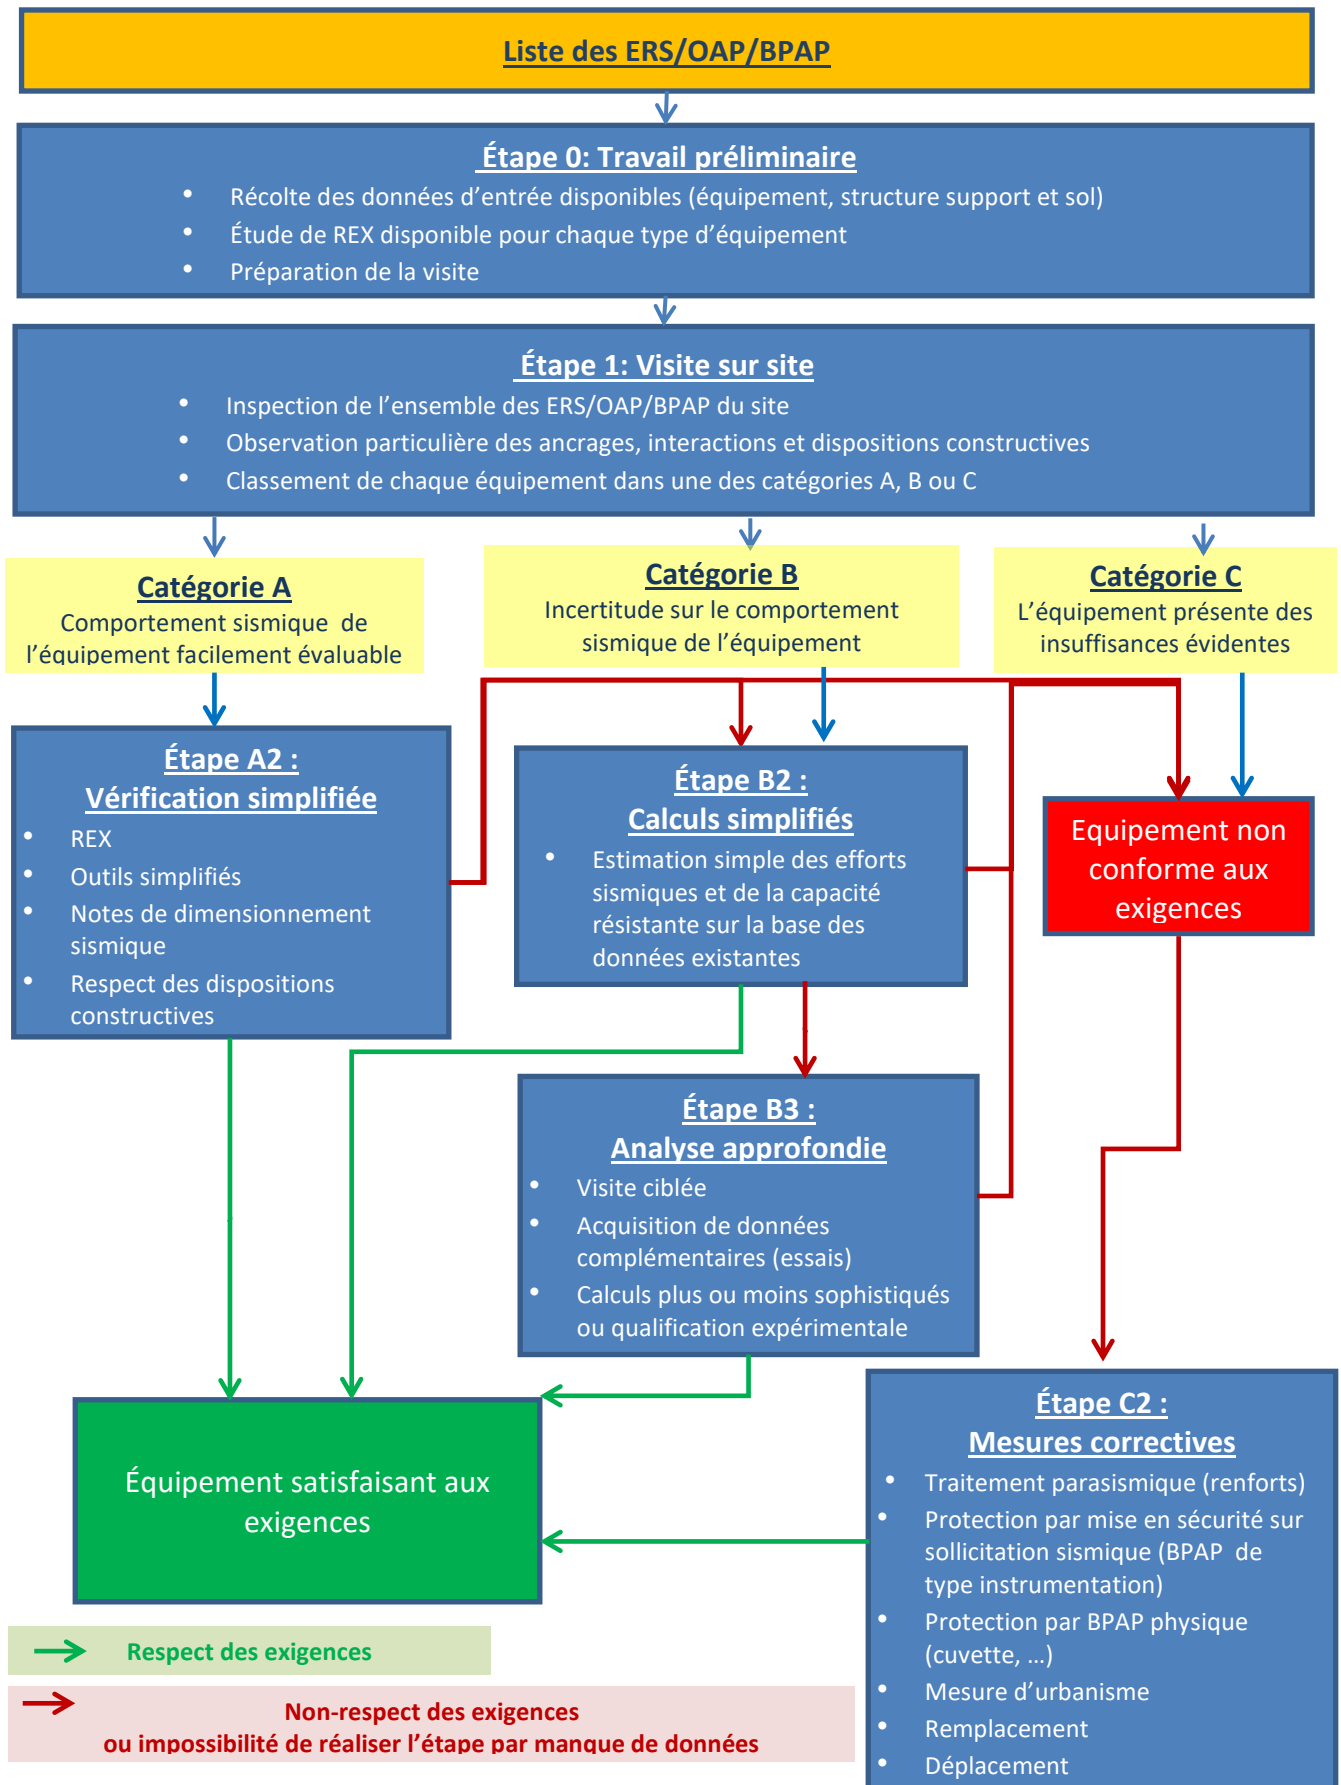 Liste des ERS/OAP/BPAP
Étape 0: Travail préliminaire
• Récolte des données d’entrée disponibles (équipement, structure support et sol)
• Étude de REX disponible pour chaque type d’équipement
• Préparation de la visite
Étape 1: Visite sur site
• Inspection de l’ensemble des ERS/OAP/BPAP du site
• Observation particulière des ancrages, interactions et dispositions constructives
• Classement de chaque équipement dans une des catégories A, B ou C
Catégorie A
Comportement sismique de
l’équipement facilement évaluable
Catégorie B
Incertitude sur le comportement
sismique de l’équipement
Catégorie C
L’équipement présente des
insuffisances évidentes
Étape A2 :
Vérification simplifiée
• REX
• Outils simplifiés
• Notes de dimensionnement
sismique
• Respect des dispositions
constructives
Étape B2 :
Calculs simplifiés
• Estimation simple des efforts
sismiques et de la capacité
résistante sur la base des
données existantes
Equipement non
conforme aux
exigences
Étape B3 :
Analyse approfondie
• Visite ciblée
• Acquisition de données
complémentaires (essais)
• Calculs plus ou moins sophistiqués
ou qualification expérimentale
Équipement satisfaisant aux
exigences
Étape C2 :
Mesures correctives
• Traitement parasismique (renforts)
• Protection par mise en sécurité sur
sollicitation sismique (BPAP de
type instrumentation)
• Protection par BPAP physique
(cuvette, …)
• Mesure d’urbanisme
• Remplacement
• Déplacement
Respect des exigences
Non-respect des exigences
ou impossibilité de réaliser l’étape par manque de données